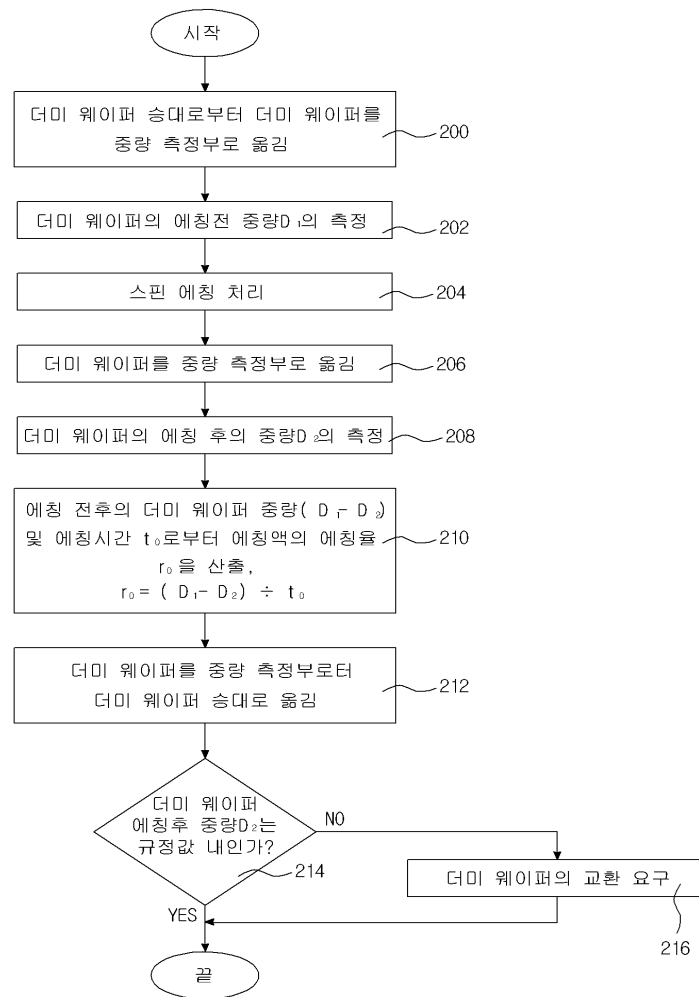 시작
더미 웨이퍼 승대로부터 더미 웨이퍼를
중량 측정부로 옮김
200
더미 웨이퍼의 에칭전 중량D₁의 측정
202
스핀 에칭 처리
204
더미 웨이퍼를 중량 측정부로 옮김
206
더미 웨이퍼의 에칭 후의 중량D₂의 측정
208
에칭 전후의 더미 웨이퍼 중량( D₁- D₂)
및 에칭시간 t₀로부터 에칭액의 에칭율
r₀을 산출,
r₀= ( D₁- D₂) ÷ t₀
210
더미 웨이퍼를 중량 측정부로터
더미 웨이퍼 승대로 옮김
212
더미 웨이퍼
에칭후 중량D₂는
규정값 내인가?
214
NO
더미 웨이퍼의 교환 요구
216
YES
끝